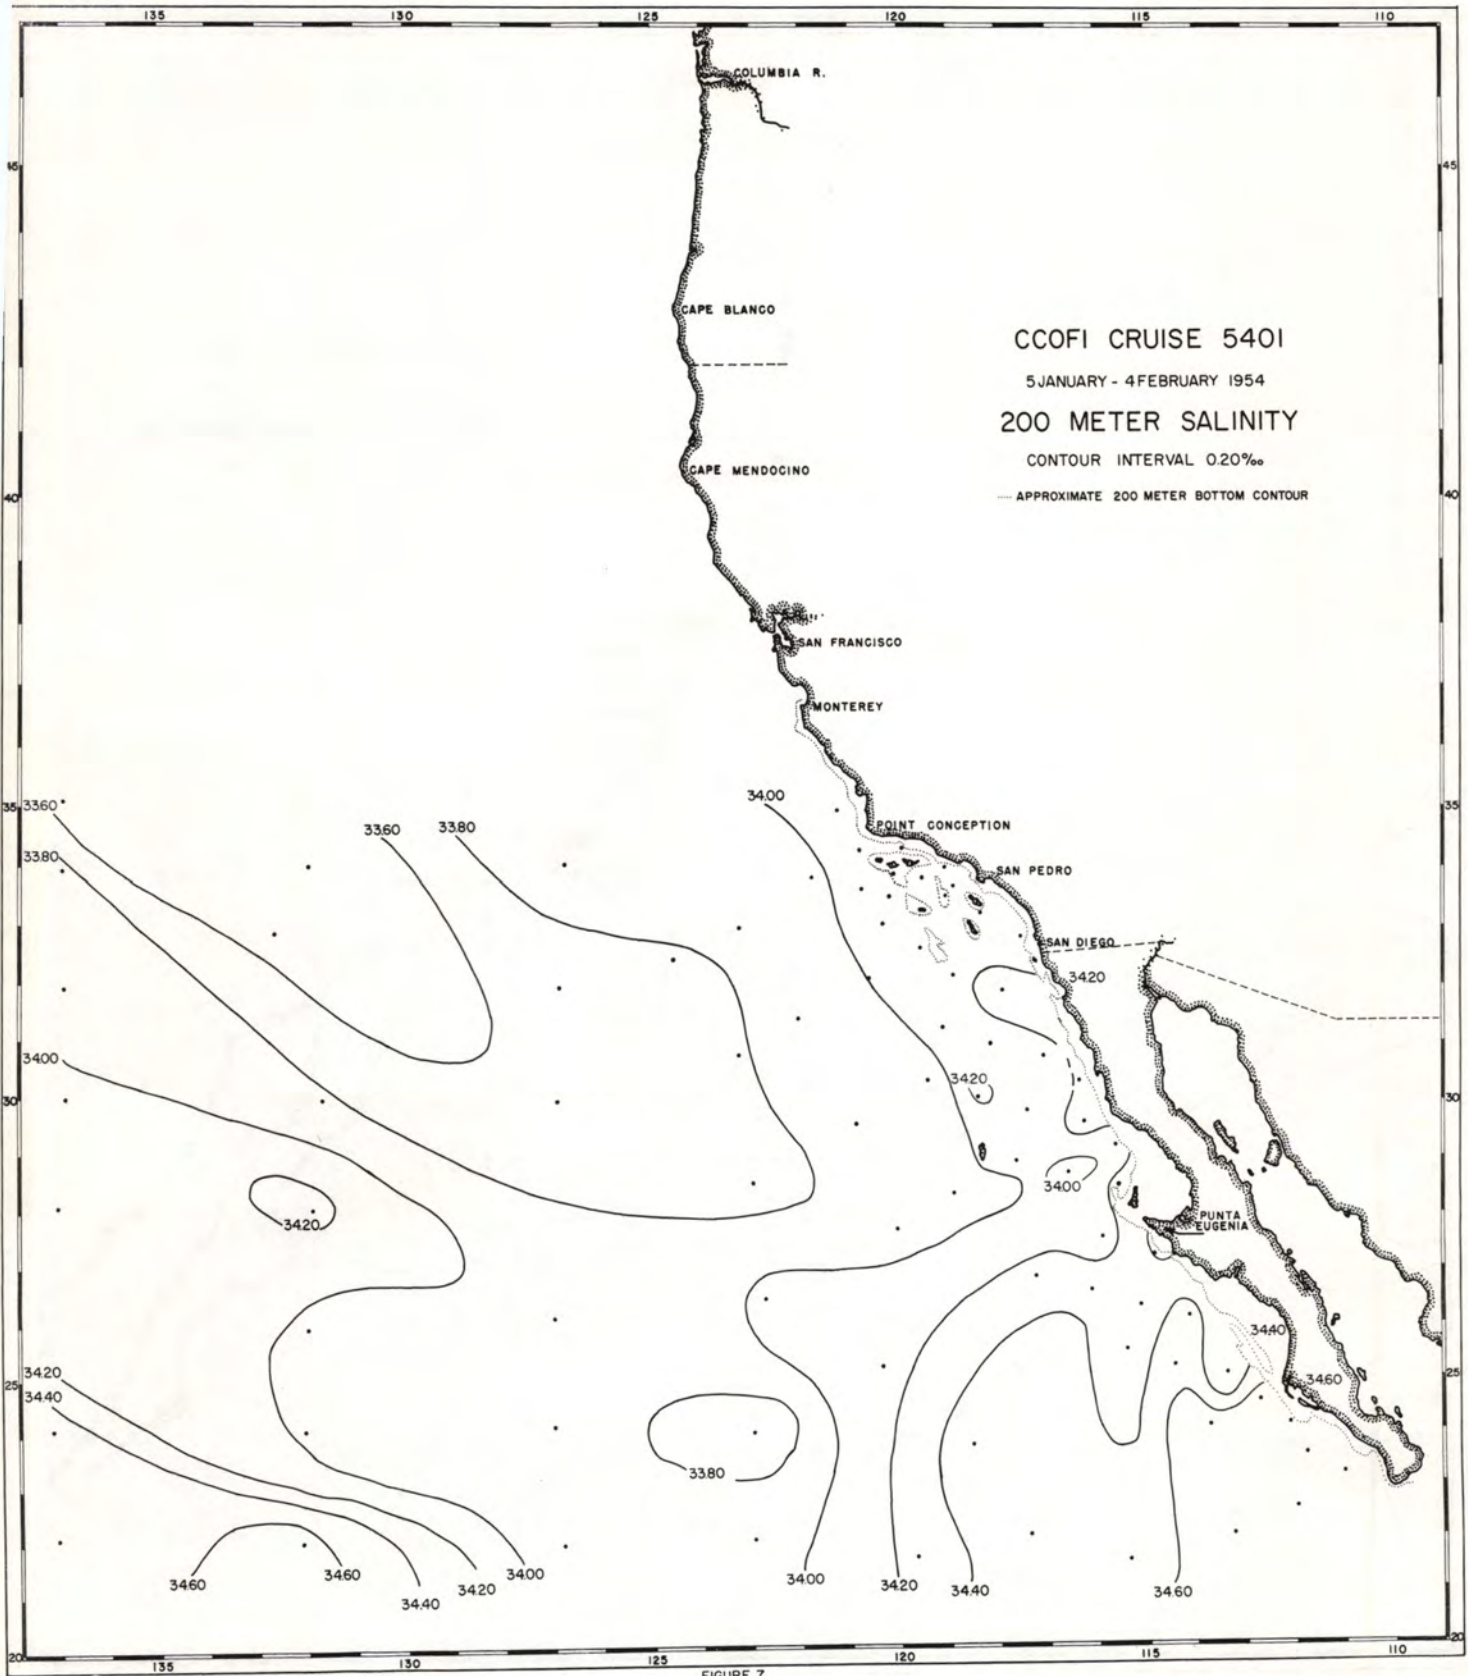 135 130 125 120 115 110
COLUMBIA R.
45 45
CAPE BLANCO
CCOFI CRUISE 5401
5 JANUARY - 4 FEBRUARY 1954
200 METER SALINITY
CONTOUR INTERVAL 0.20‰
APPROXIMATE 200 METER BOTTOM CONTOUR
CAPE MENDOCINO
40 40
SAN FRANCISCO
MONTEREY
34.00
35 33.60 35
33.60 33.80
POINT CONCEPTION
33.80
SAN PEDRO
SAN DIEGO
34.20
34.00
34.20
30 30
34.00
PUNTA
EUGENIA
34.20
34.40
34.20 25
34.60
34.40
33.80
34.60 34.60 34.40 34.20 34.00 34.00 34.20 34.40 34.60
20 20
135 130 125 120 115 110
FIGURE 7